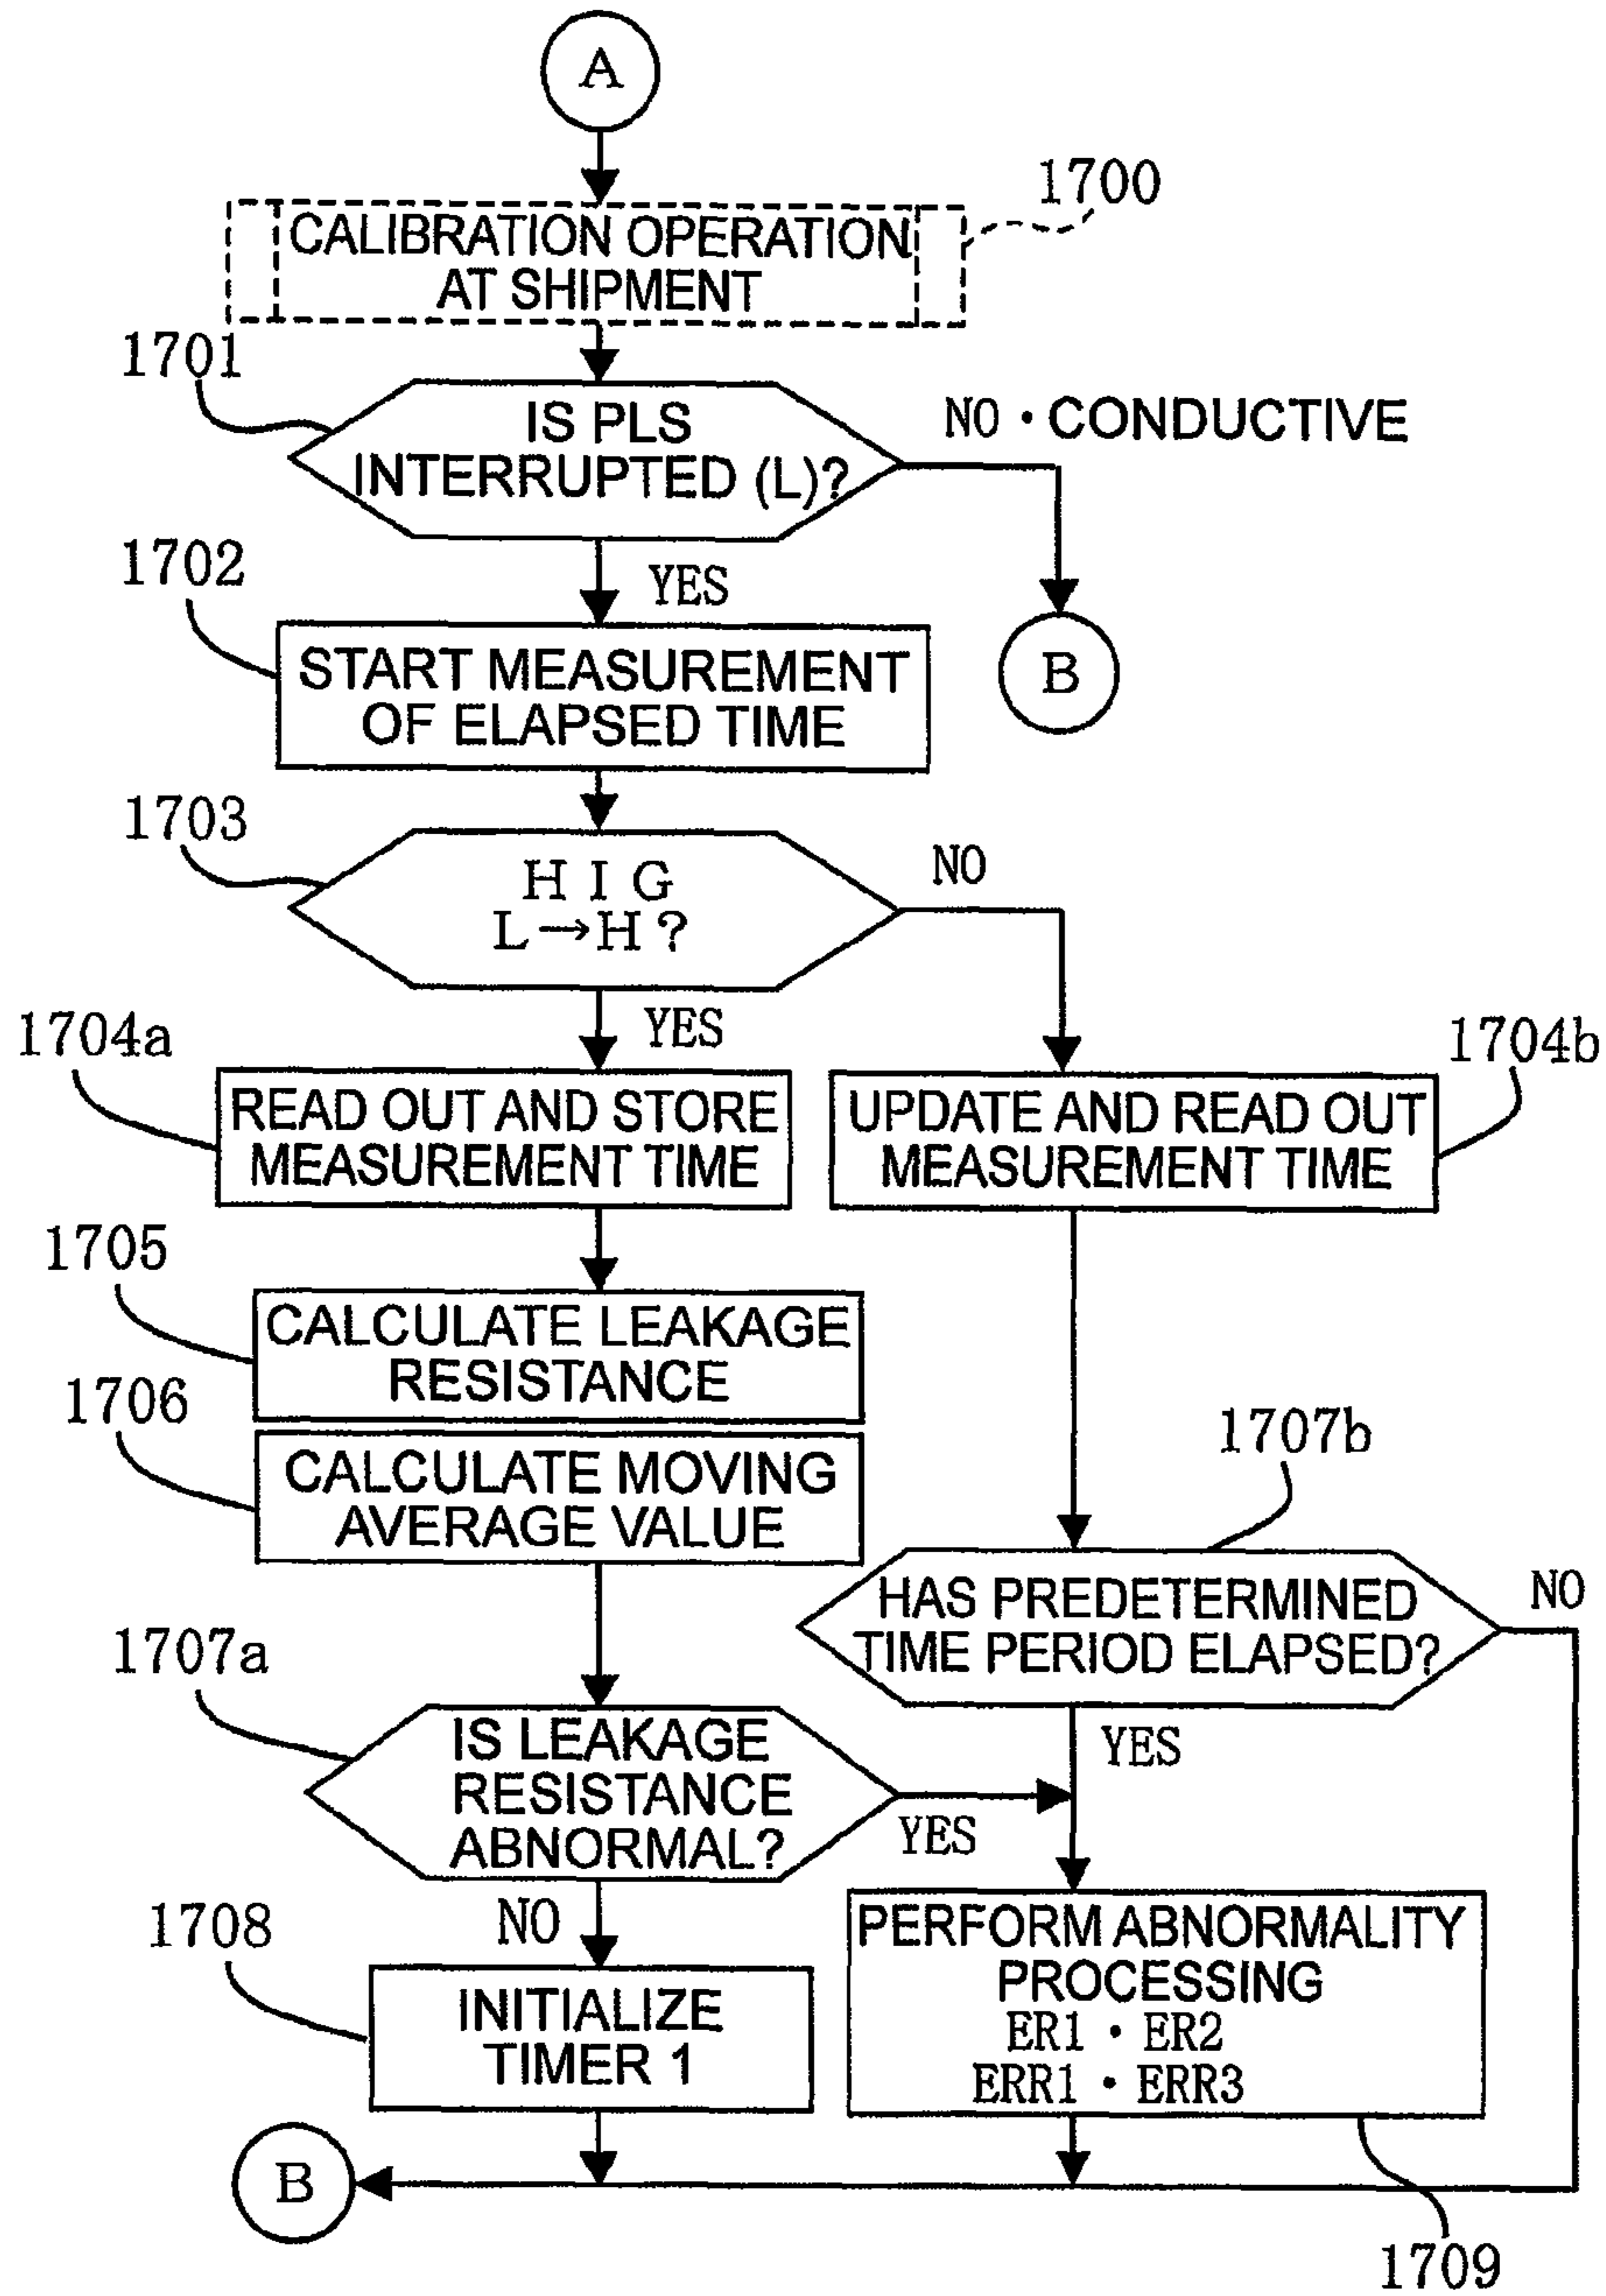 A
1700
CALIBRATION OPERATION
AT SHIPMENT
1701
IS PLS
INTERRUPTED (L)?
NO・CONDUCTIVE
1702
YES
B
START MEASUREMENT
OF ELAPSED TIME
1703
H I G
L→H?
NO
YES
1704a
1704b
READ OUT AND STORE
MEASUREMENT TIME
UPDATE AND READ OUT
MEASUREMENT TIME
1705
CALCULATE LEAKAGE
RESISTANCE
1706
CALCULATE MOVING
AVERAGE VALUE
1707b
HAS PREDETERMINED
TIME PERIOD ELAPSED?
NO
1707a
YES
IS LEAKAGE
RESISTANCE
ABNORMAL?
YES
NO
1708
INITIALIZE
TIMER 1
PERFORM ABNORMALITY
PROCESSING
ER1・ER2
ERR1・ERR3
B
1709